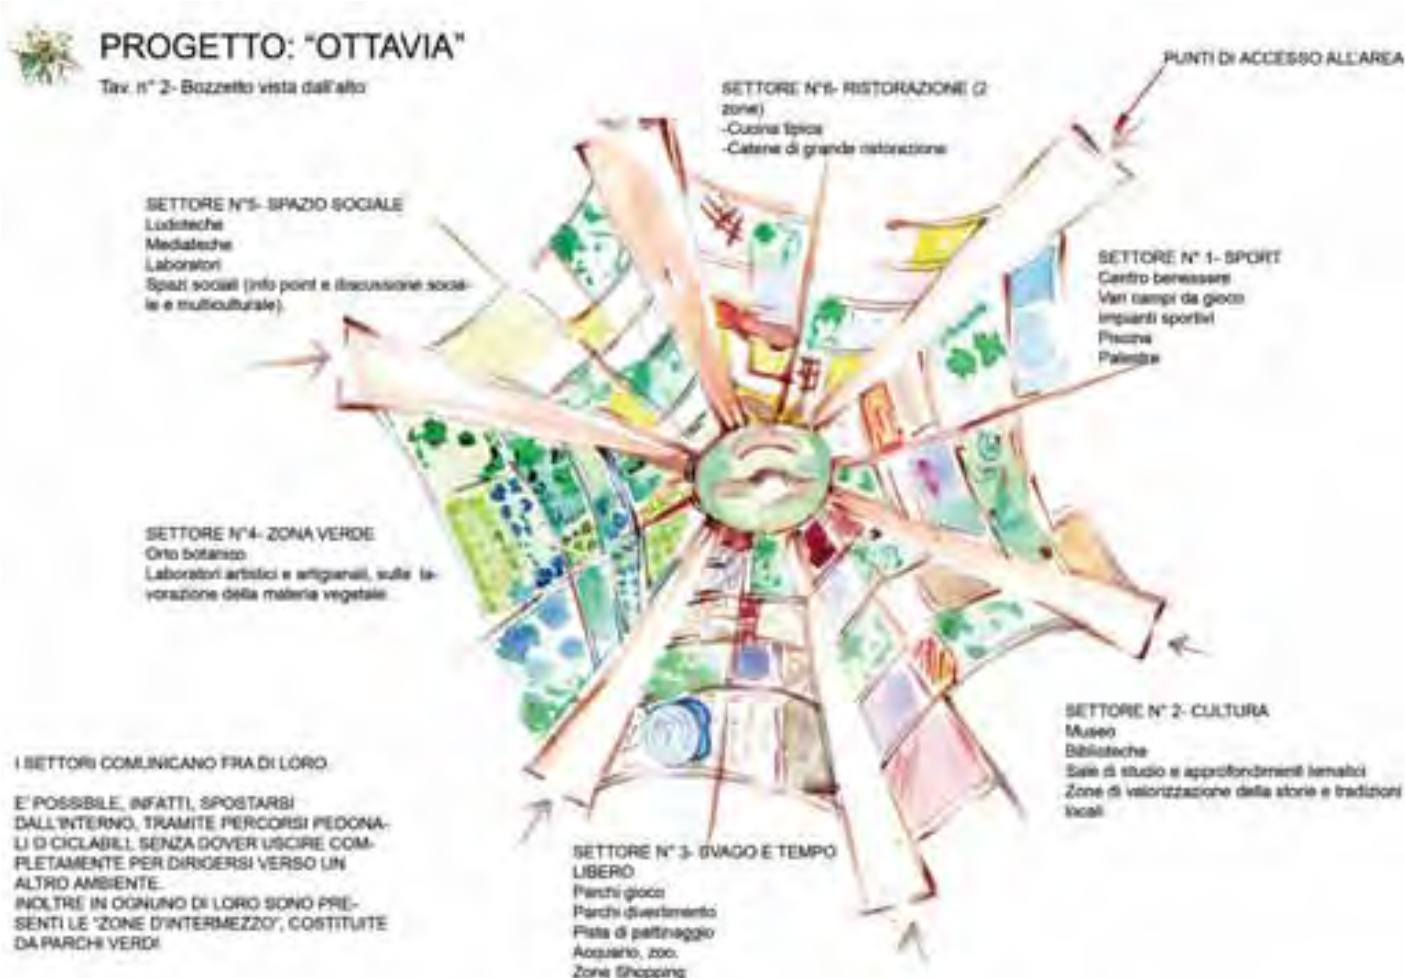 PROGETTO: "OTTAVIA"
Tav. n° 2- Bozzetto vista dall'alto
PUNTI DI ACCESSO ALL'AREA
SETTORE N°6- RISTORAZIONE (2
zone)
-Cucina tipica
-Catene di grande ristorazione
SETTORE N°5- SPAZIO SOCIALE
Ludoteche
Mediateche
Laboratori
Spazi sociali (info point e discussione socia-
le e multiculturale).
SETTORE N° 1- SPORT
Centro benessere
Vari campi da gioco
Impianti sportivi
Piscina
Palestre
SETTORE N°4- ZONA VERDE
Orto botanico
Laboratori artistici e artigianali, sulla la-
vorazione della materia vegetale.
SETTORE N° 2- CULTURA
Museo
Biblioteche
Sale di studio e approfondimenti tematici
Zone di valorizzazione della storie e tradizioni
locali
I SETTORI COMUNICANO FRA DI LORO.
E' POSSIBILE, INFATTI, SPOSTARSI
DALL'INTERNO, TRAMITE PERCORSI PEDONA-
LI O CICLABILI, SENZA DOVER USCIRE COM-
PLETAMENTE PER DIRIGERSI VERSO UN
ALTRO AMBIENTE.
INOLTRE IN OGNUNO DI LORO SONO PRE-
SENTI LE "ZONE D'INTERMEZZO", COSTITUITE
DA PARCHI VERDI
SETTORE N° 3- SVAGO E TEMPO
LIBERO
Parchi gioco
Parchi divertimento
Pista di pattinaggio
Acquario, zoo.
Zone Shopping